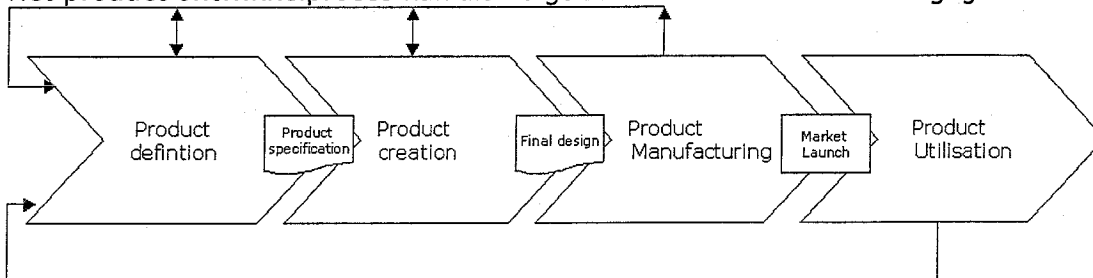 Product
defintion
Product
specification
Product
creation
Final design
Product
Manufacturing
Market
Launch
Product
Utilisation